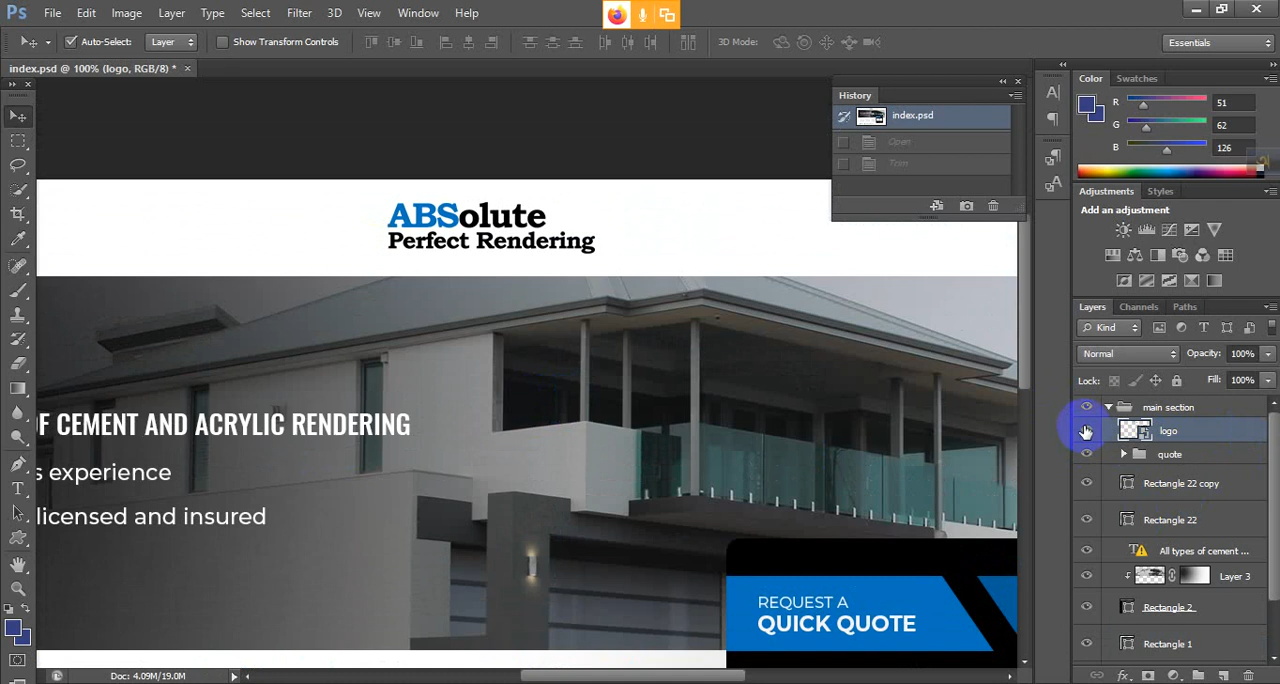 Ps File Edit Image Layer Type Select Filter 3D View Window Help
Auto-Select: Layer Show Transform Controls 3D Mode: Essentials
index.psd @ 100% (logo, RGB/8) *
History
index.psd
Open
Trim
ABSolute
Perfect Rendering
OF CEMENT AND ACRYLIC RENDERING
s experience
licensed and insured
REQUEST A
QUICK QUOTE
Color Swatches
R 51
G 62
B 126
Adjustments Styles
Add an adjustment
Layers Channels Paths
Kind
Normal Opacity: 100%
Lock: Fill: 100%
main section
logo
quote
Rectangle 22 copy
Rectangle 22
All types of cement ...
Layer 3
Rectangle 2
Rectangle 1
Doc: 4.09M/19.0M